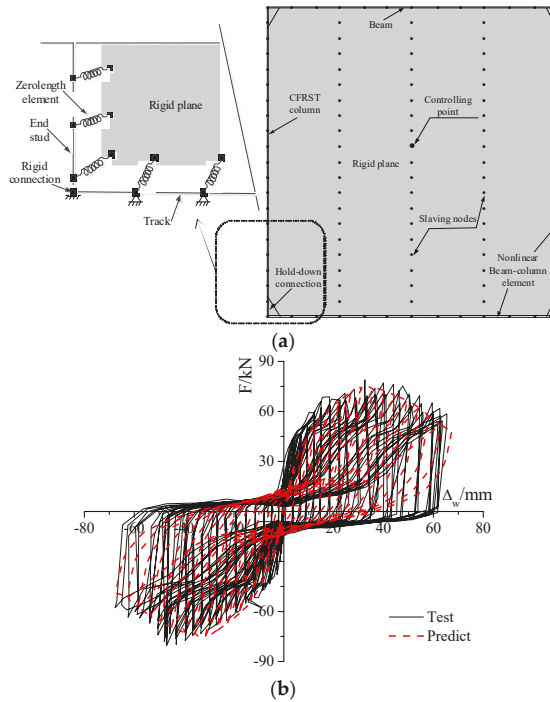 Beam
Zerolength
element
End
stud
Rigid
connection
Rigid plane
Track
CFRST
column
Controlling
point
Rigid plane
Slaving nodes
Hold-down
connection
Nonlinear
Beam-column
element
(a)
F/kN
90
60
30
Δw/mm
-80
-40
20
40
60
80
-60
-90
Test
Predict
(b)